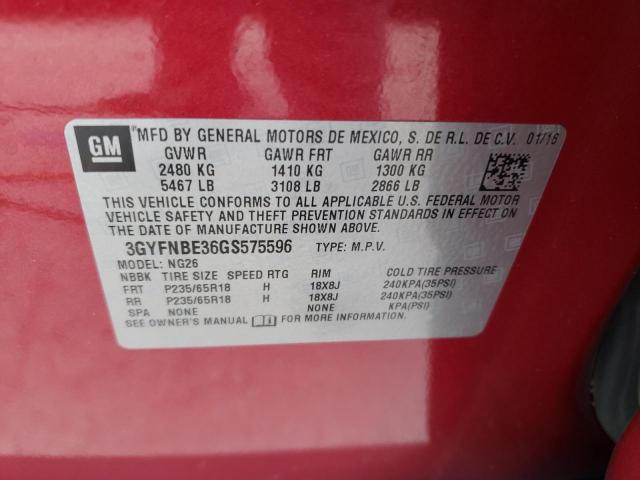 GM MFD BY GENERAL MOTORS DE MEXICO, S. DE R.L. DE C.V. 01/16
GVWR GAWR FRT GAWR RR
2480 KG 1410 KG 1300 KG
5467 LB 3108 LB 2866 LB
THIS VEHICLE CONFORMS TO ALL APPLICABLE U.S. FEDERAL MOTOR
VEHICLE SAFETY AND THEFT PREVENTION STANDARDS IN EFFECT ON
THE DATE OF MANUFACTURE SHOWN ABOVE.
3GYFNBE36GS575596 TYPE: M.P.V.
MODEL: NG26
NBBK TIRE SIZE SPEED RTG RIM COLD TIRE PRESSURE
FRT P235/65R18 H 18X8J 240KPA(35PSI)
RR P235/65R18 H 18X8J 240KPA(35PSI)
SPA NONE NONE KPA(PSI)
SEE OWNER'S MANUAL FOR MORE INFORMATION.